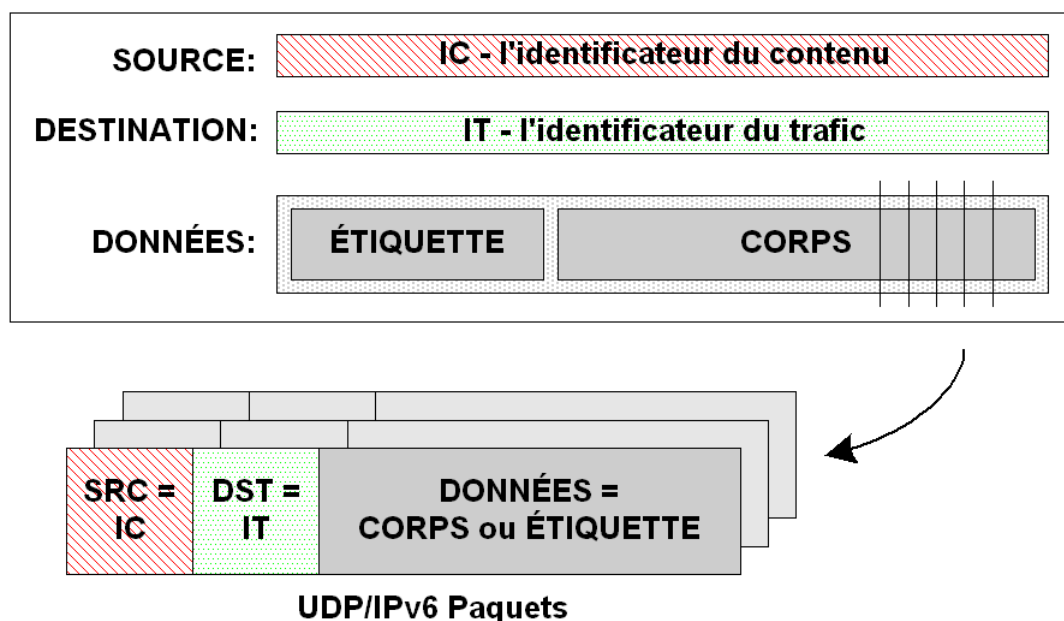 SOURCE: IC - l'identificateur du contenu
DESTINATION: IT - l'identificateur du trafic
DONNÉES: ÉTIQUETTE CORPS
SRC = IC
DST = IT
DONNÉES =
CORPS ou ÉTIQUETTE
UDP/IPv6 Paquets